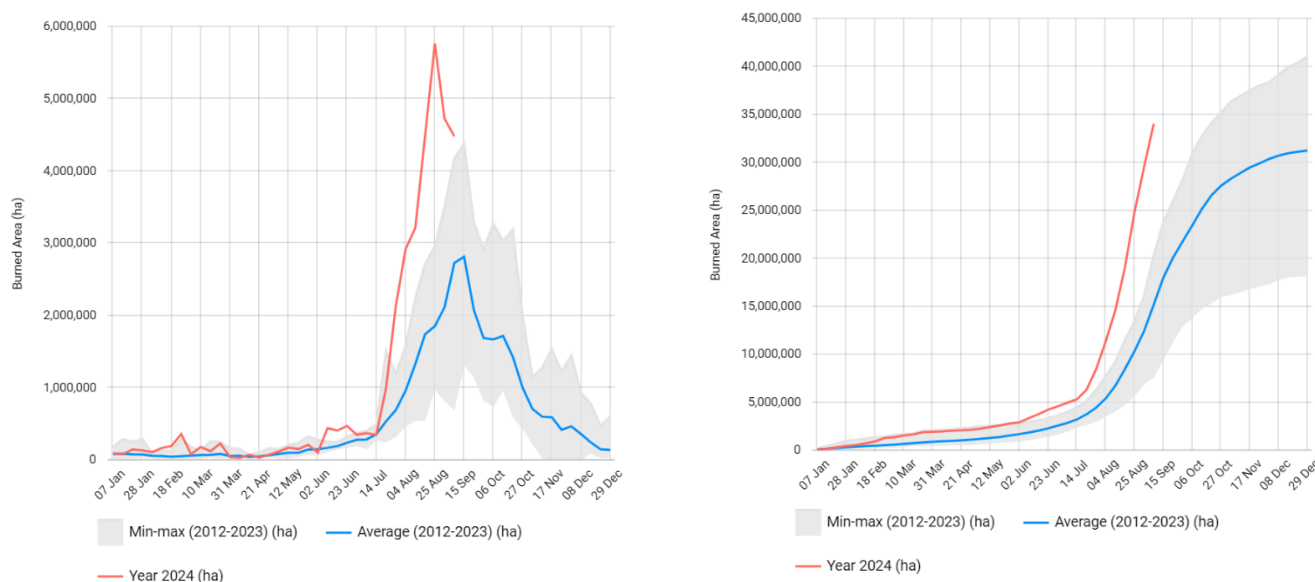 6,000,000
5,000,000
4,000,000
3,000,000
2,000,000
1,000,000
0
Burned Area (ha)
07 Jan
28 Jan
18 Feb
10 Mar
31 Mar
21 Apr
12 May
02 Jun
23 Jun
14 Jul
04 Aug
25 Aug
15 Sep
06 Oct
27 Oct
17 Nov
08 Dec
29 Dec
Min-max (2012-2023) (ha)
Average (2012-2023) (ha)
Year 2024 (ha)
45,000,000
40,000,000
35,000,000
30,000,000
25,000,000
20,000,000
15,000,000
10,000,000
5,000,000
0
Burned Area (ha)
07 Jan
28 Jan
18 Feb
10 Mar
31 Mar
21 Apr
12 May
02 Jun
23 Jun
14 Jul
04 Aug
25 Aug
15 Sep
06 Oct
27 Oct
17 Nov
08 Dec
29 Dec
Min-max (2012-2023) (ha)
Average (2012-2023) (ha)
Year 2024 (ha)